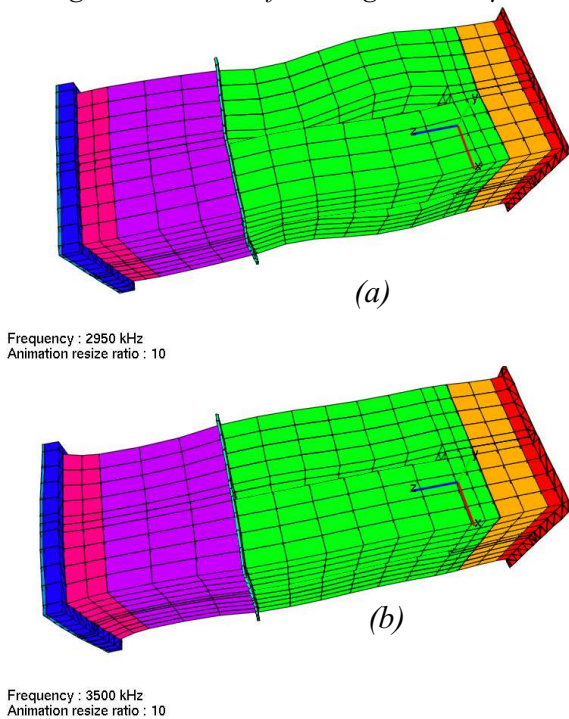 y
z
x
(a)
Frequency : 2950 kHz
Animation resize ratio : 10
y
z
x
(b)
Frequency : 3500 kHz
Animation resize ratio : 10